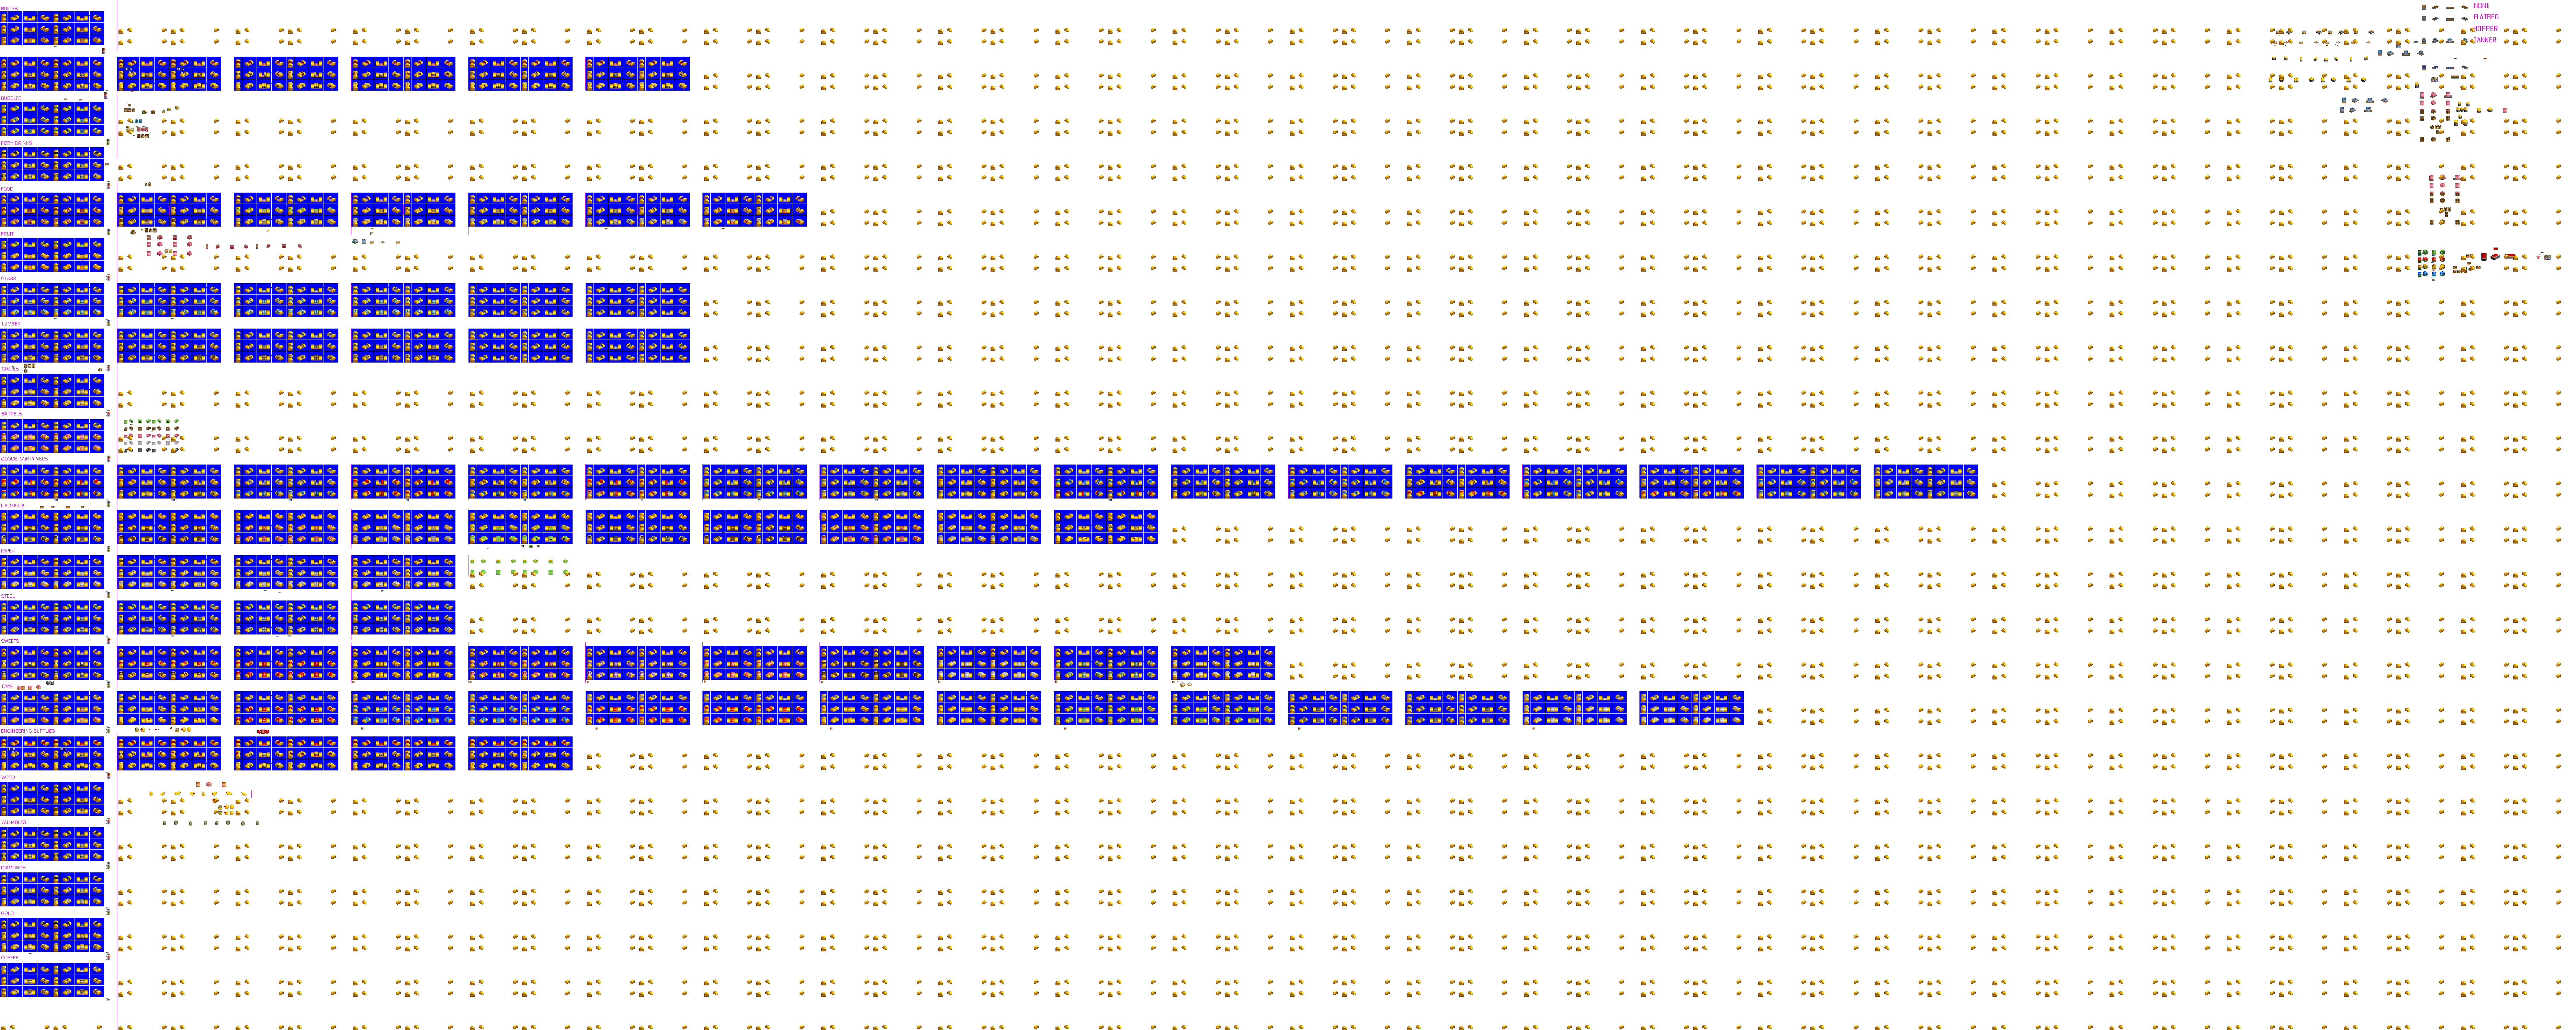 BRICKS
NONE
FLATBED
HOPPER
TANKER
BUBBLES
FIZZY DRINKS
FOOD
FRUIT
GLASS
LUMBER
CRATES
BARRELS
GOODS, CONTAINERS
LIVESTOCK
PAPER
STEEL
SWEETS
TOYS
ENGINEERING SUPPLIES
WOOD
VALUABLES
DIAMONDS
GOLD
COFFEE